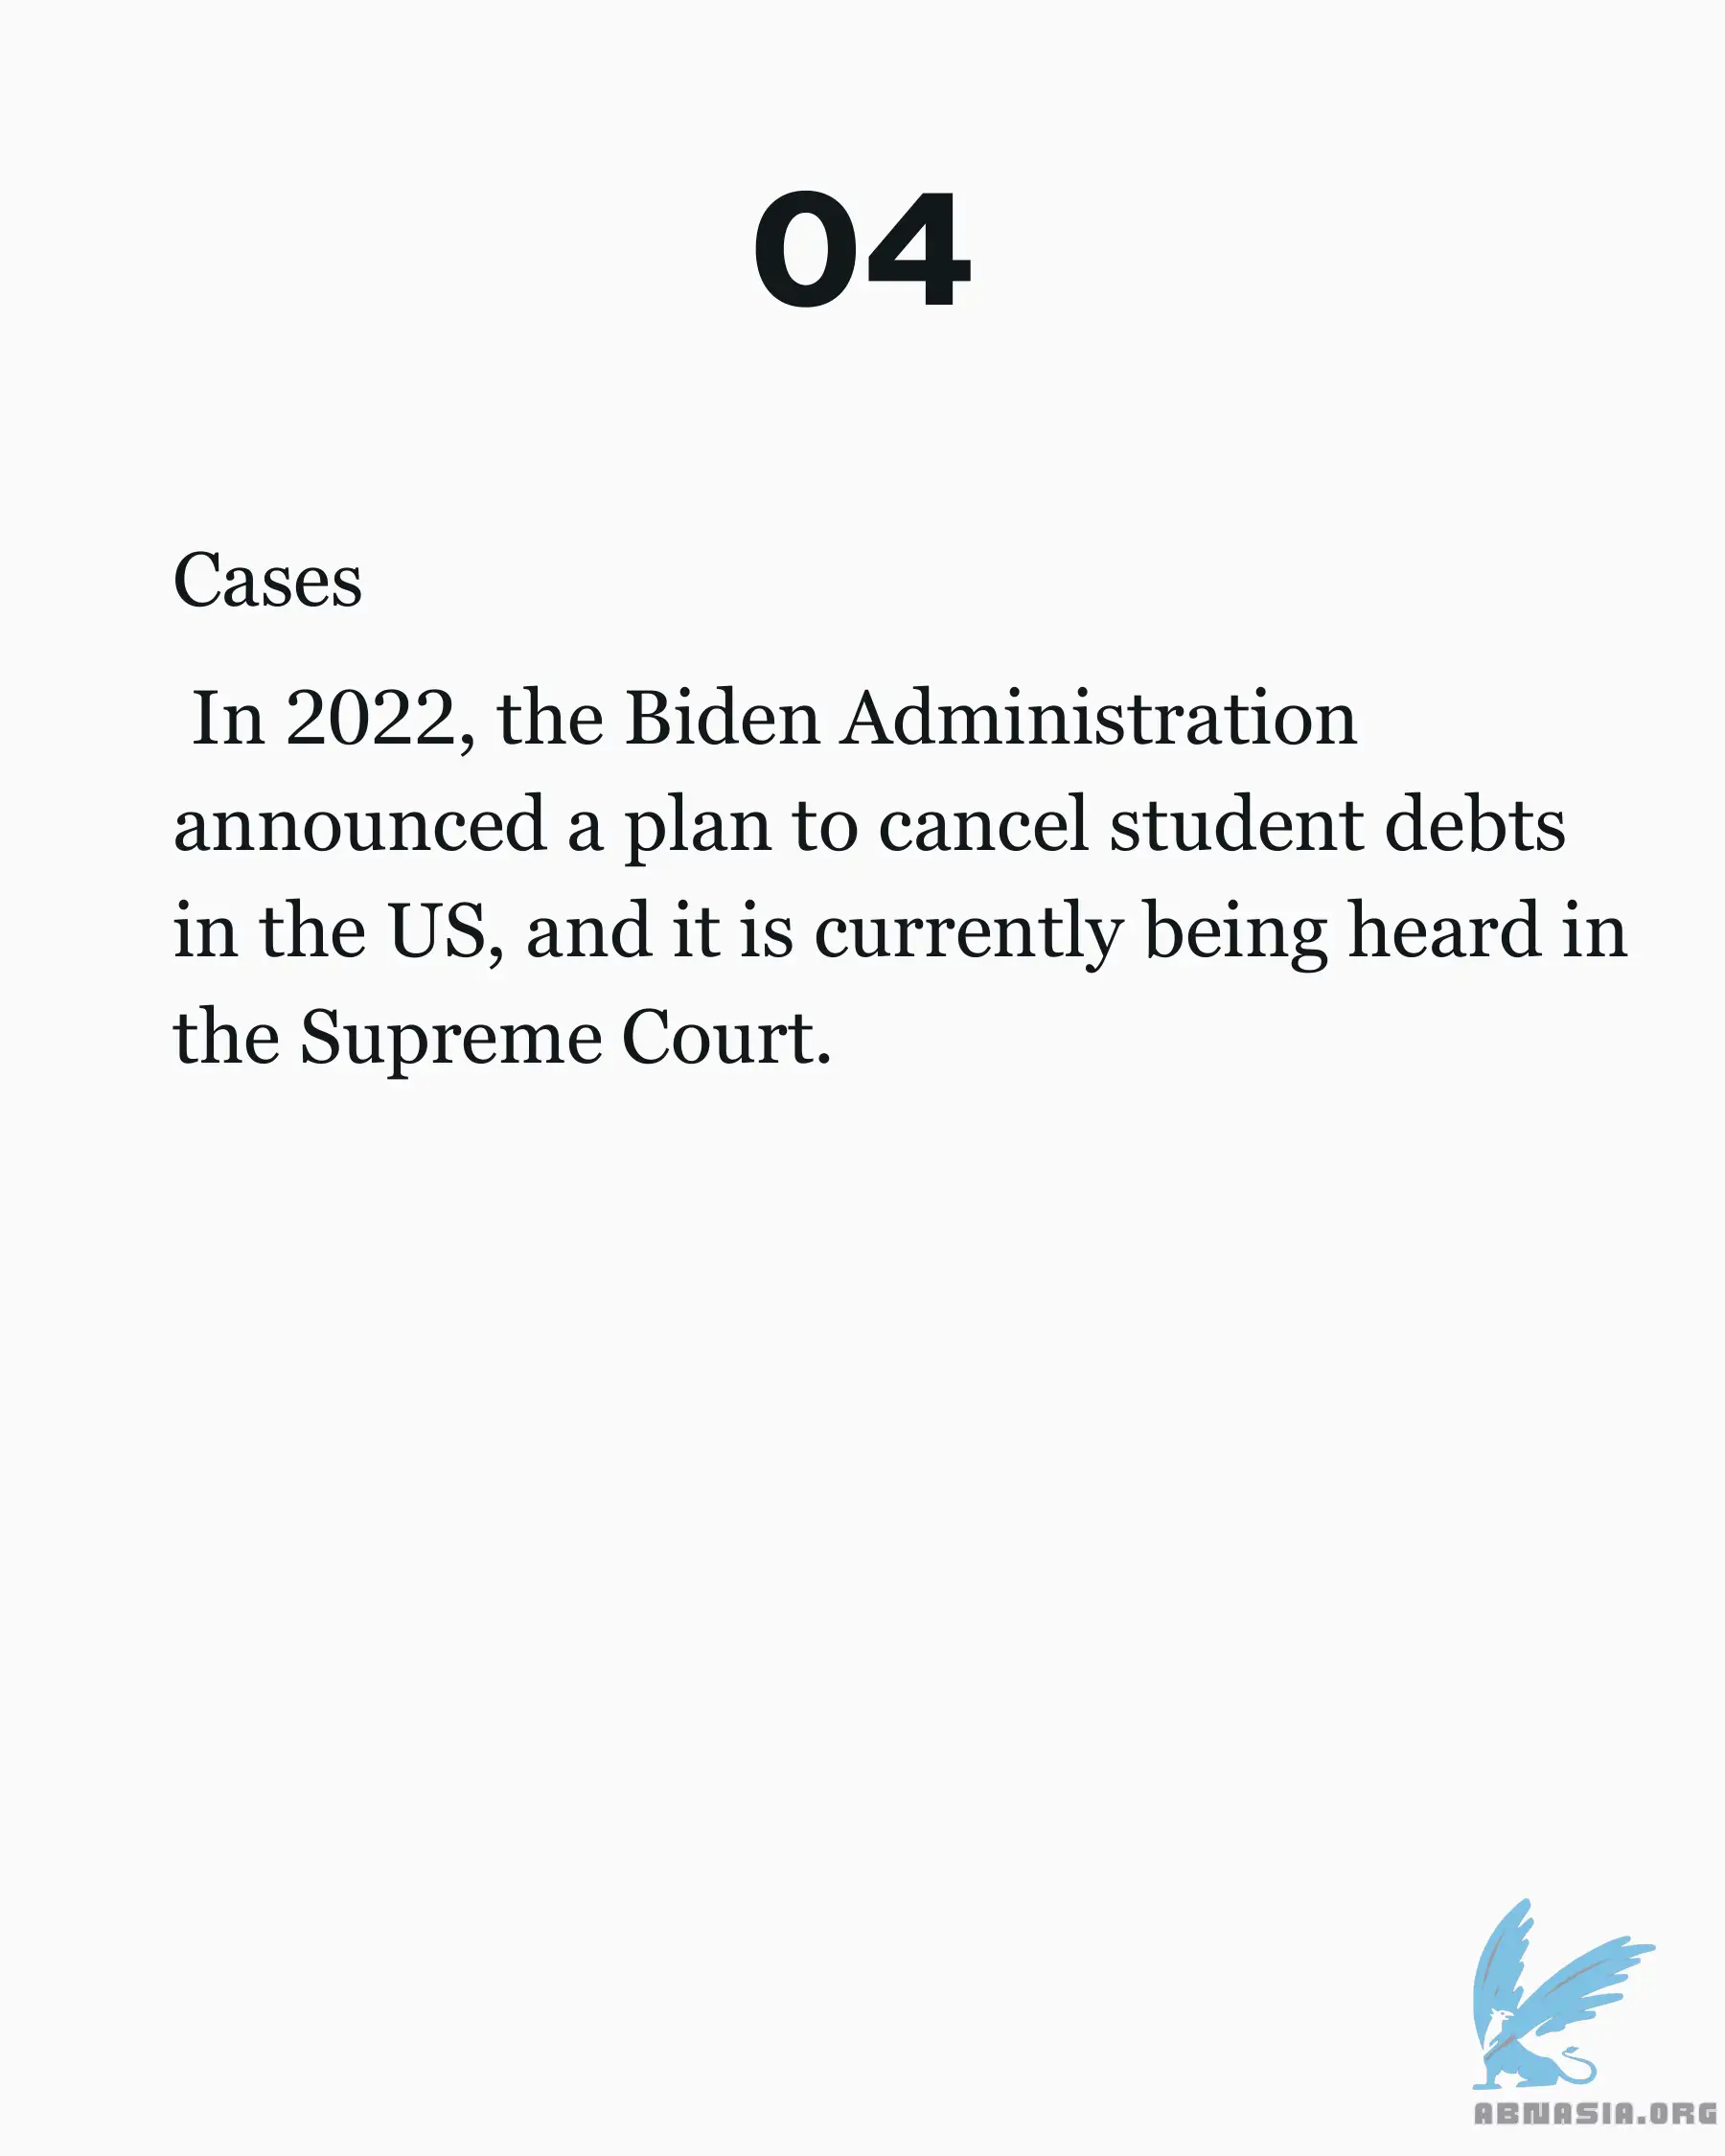 04
Cases
In 2022, the Biden Administration
announced a plan to cancel student debts
in the US, and it is currently being heard in
the Supreme Court.
ABNASIA.ORG